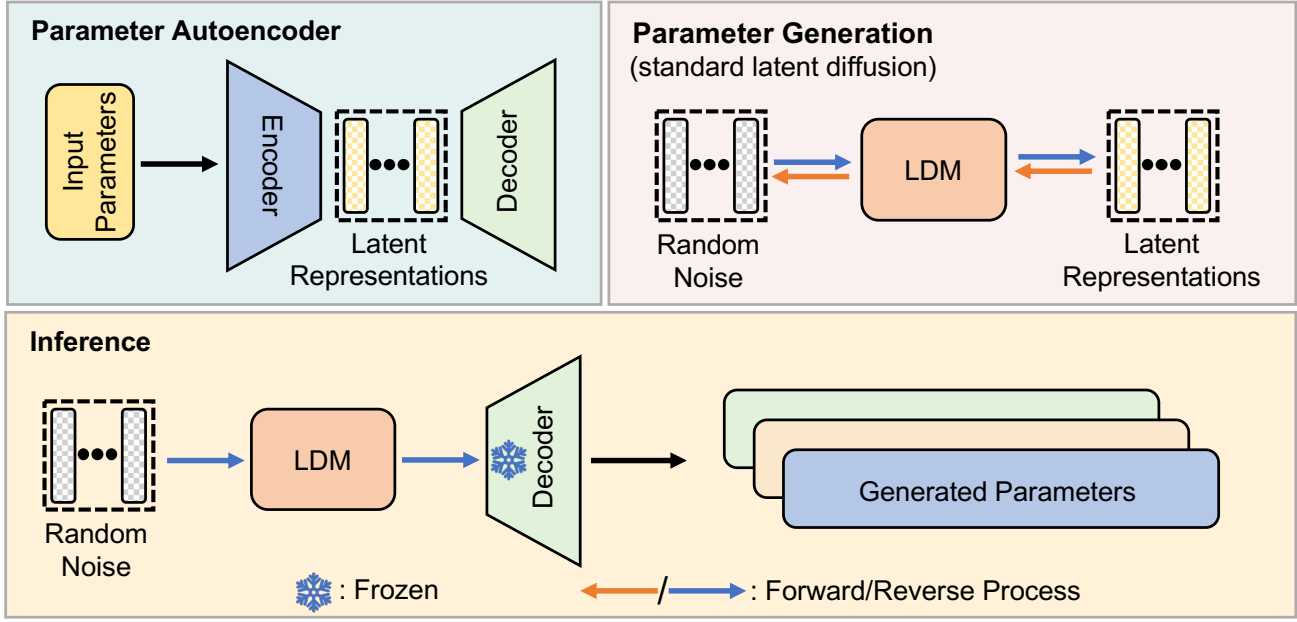 Parameter Autoencoder
Input
Parameters
Encoder
Latent
Representations
Decoder
Parameter Generation
(standard latent diffusion)
Random
Noise
LDM
Latent
Representations
Inference
Random
Noise
LDM
Decoder
Generated Parameters
: Frozen
/ : Forward/Reverse Process